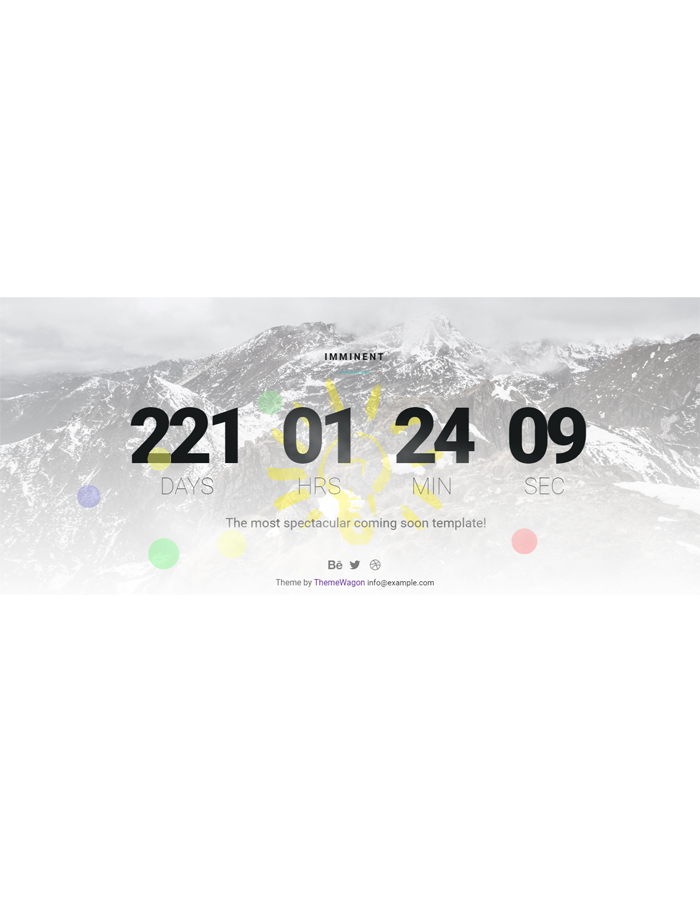 IMMINENT
221 01 24 09
DAYS HRS MIN SEC
The most spectacular coming soon template!
Bē
Theme by ThemeWagon info@example.com